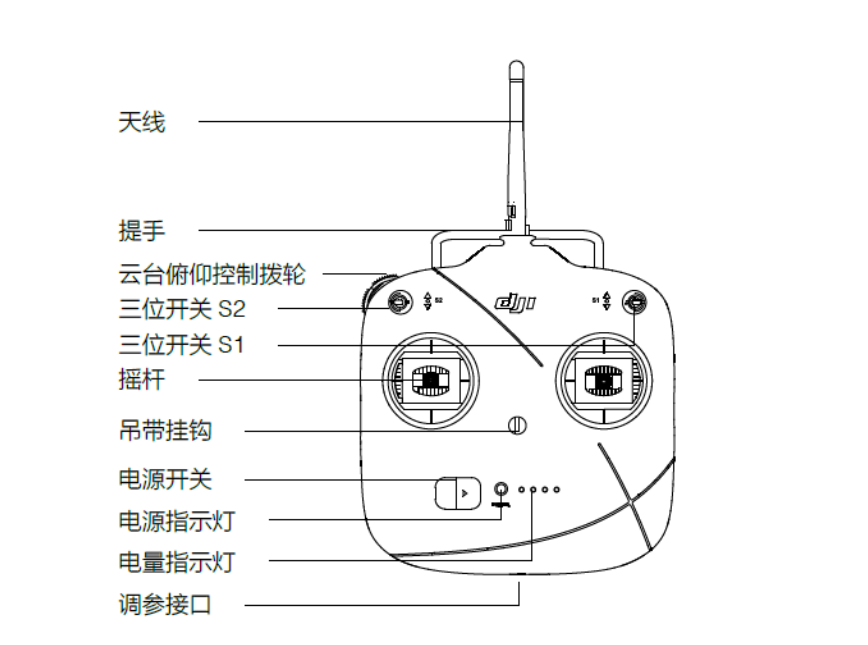 天线
提手
云台俯仰控制拨轮
三位开关 S2
S2
dji
S1
三位开关 S1
摇杆
吊带挂钩
电源开关
电源指示灯
电量指示灯
调参接口